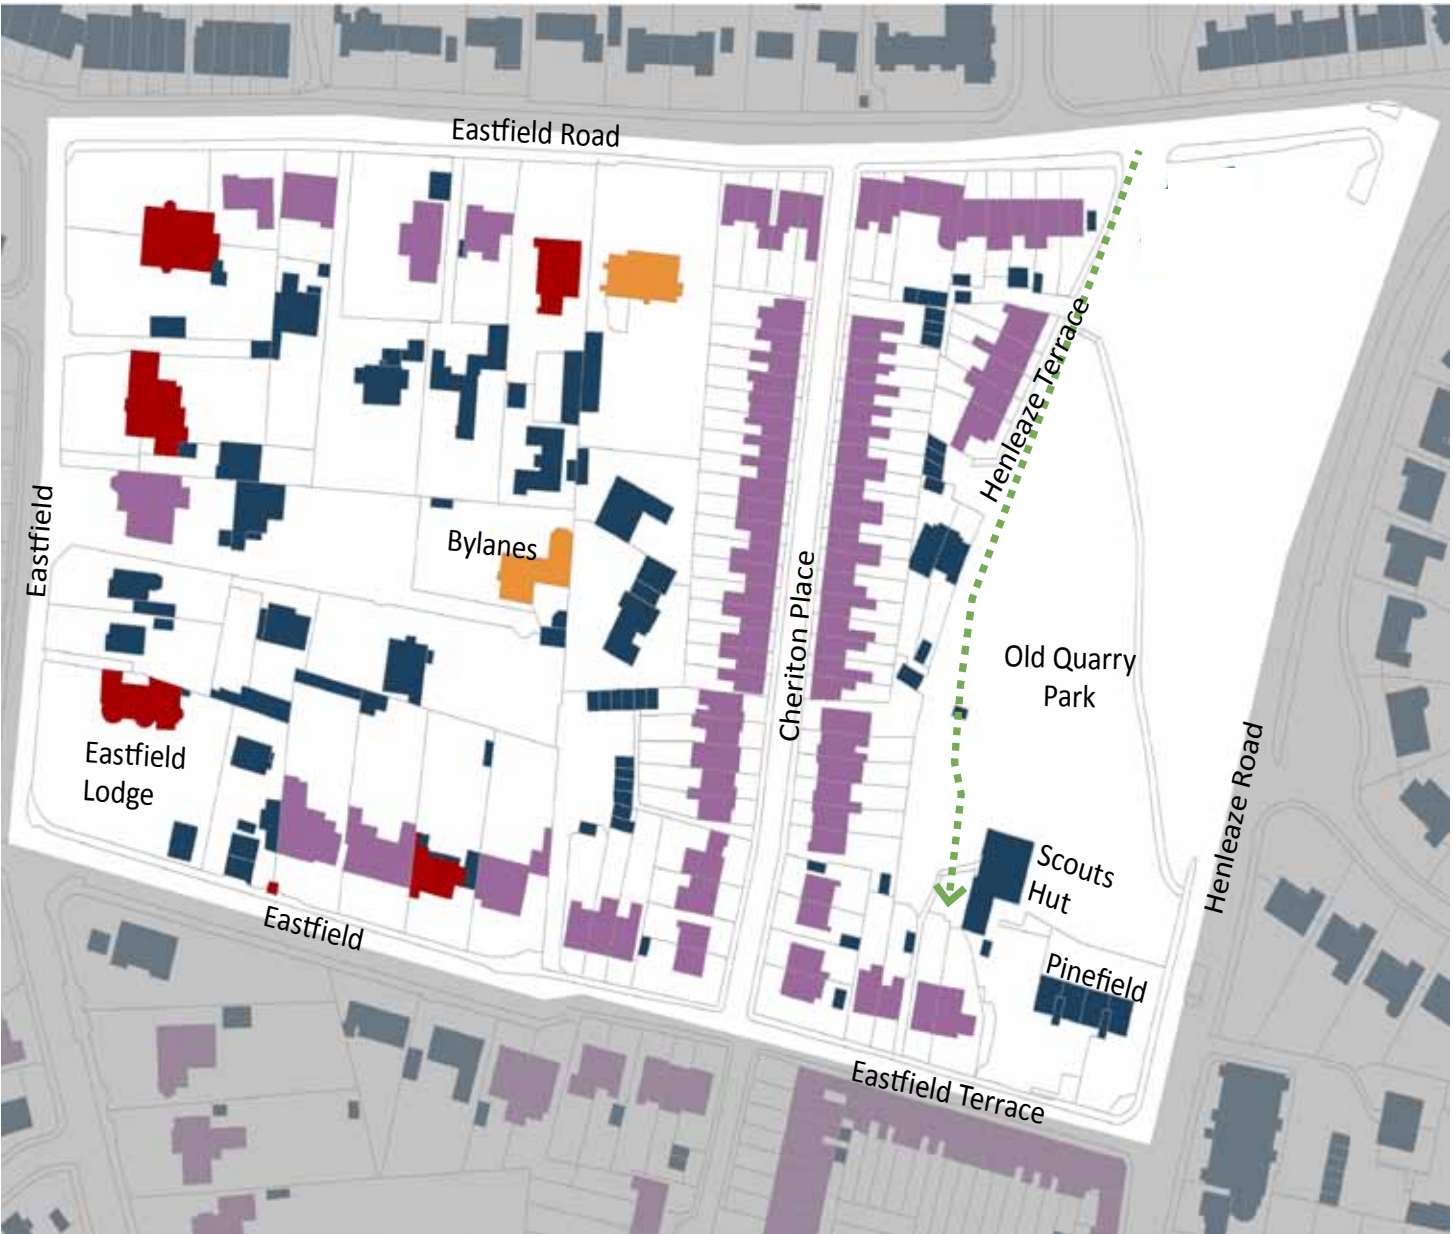 Eastfield Road
Henleaze Terrace
Eastfield
Bylanes
Cheriton Place
Old Quarry
Park
Eastfield
Lodge
Henleaze Road
Scouts
Hut
Eastfield
Pinefield
Eastfield Terrace